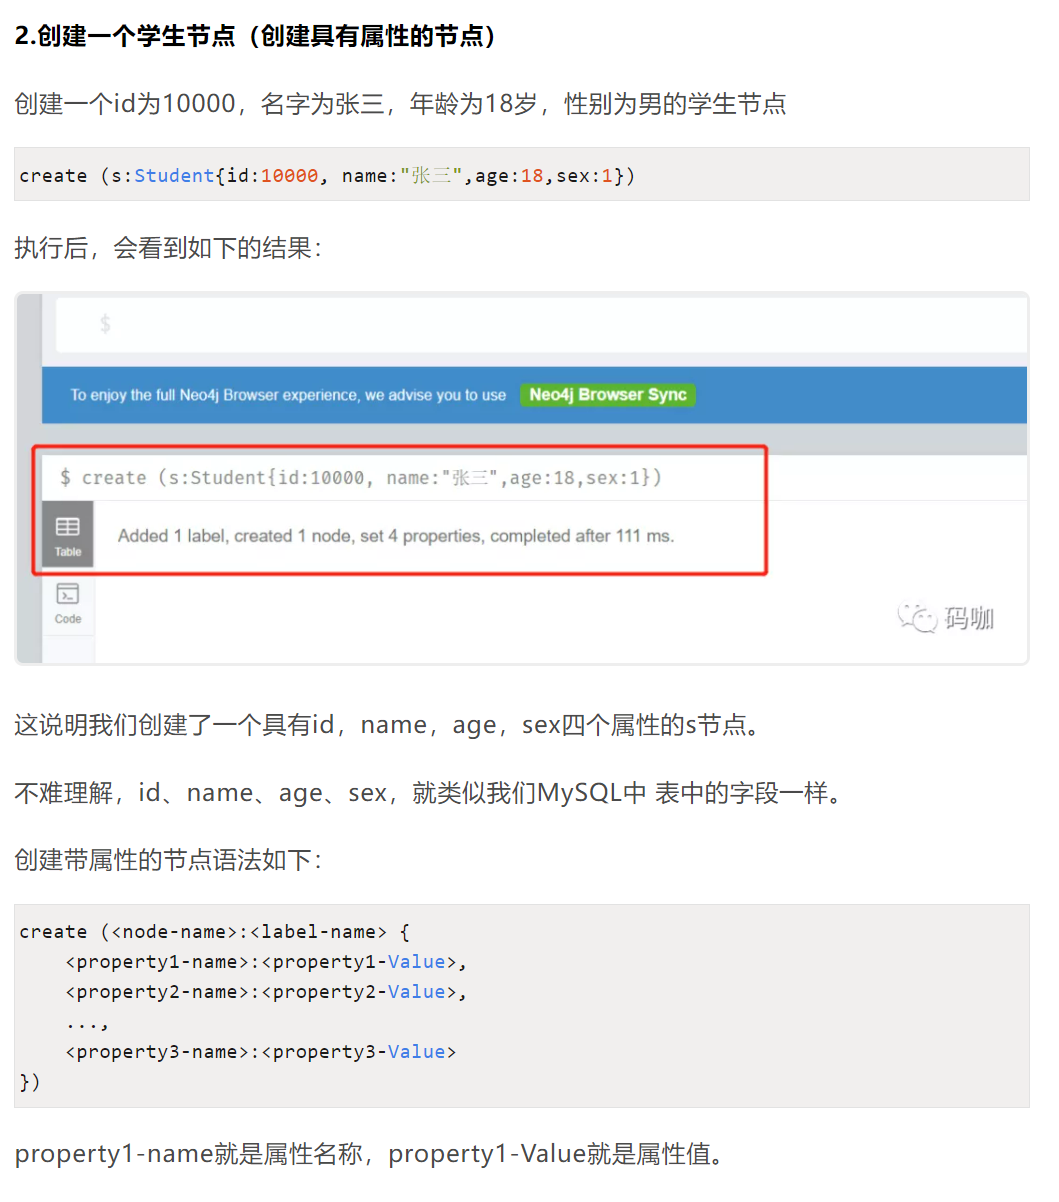 2.创建一个学生节点（创建具有属性的节点）
创建一个id为10000，名字为张三，年龄为18岁，性别为男的学生节点
create (s:Student{id:10000, name:"张三",age:18,sex:1})
执行后，会看到如下的结果：
$
To enjoy the full Neo4j Browser experience, we advise you to use Neo4j Browser Sync
$ create (s:Student{id:10000, name:"张三",age:18,sex:1})
Added 1 label, created 1 node, set 4 properties, completed after 111 ms.
Table
Code
码咖
这说明我们创建了一个具有id，name，age，sex四个属性的s节点。
不难理解，id、name、age、sex，就类似我们MySQL中 表中的字段一样。
创建带属性的节点语法如下：
create (<node-name>:<label-name> {
    <property1-name>:<property1-Value>,
    <property2-name>:<property2-Value>,
    ...,
    <property3-name>:<property3-Value>
})
property1-name就是属性名称，property1-Value就是属性值。